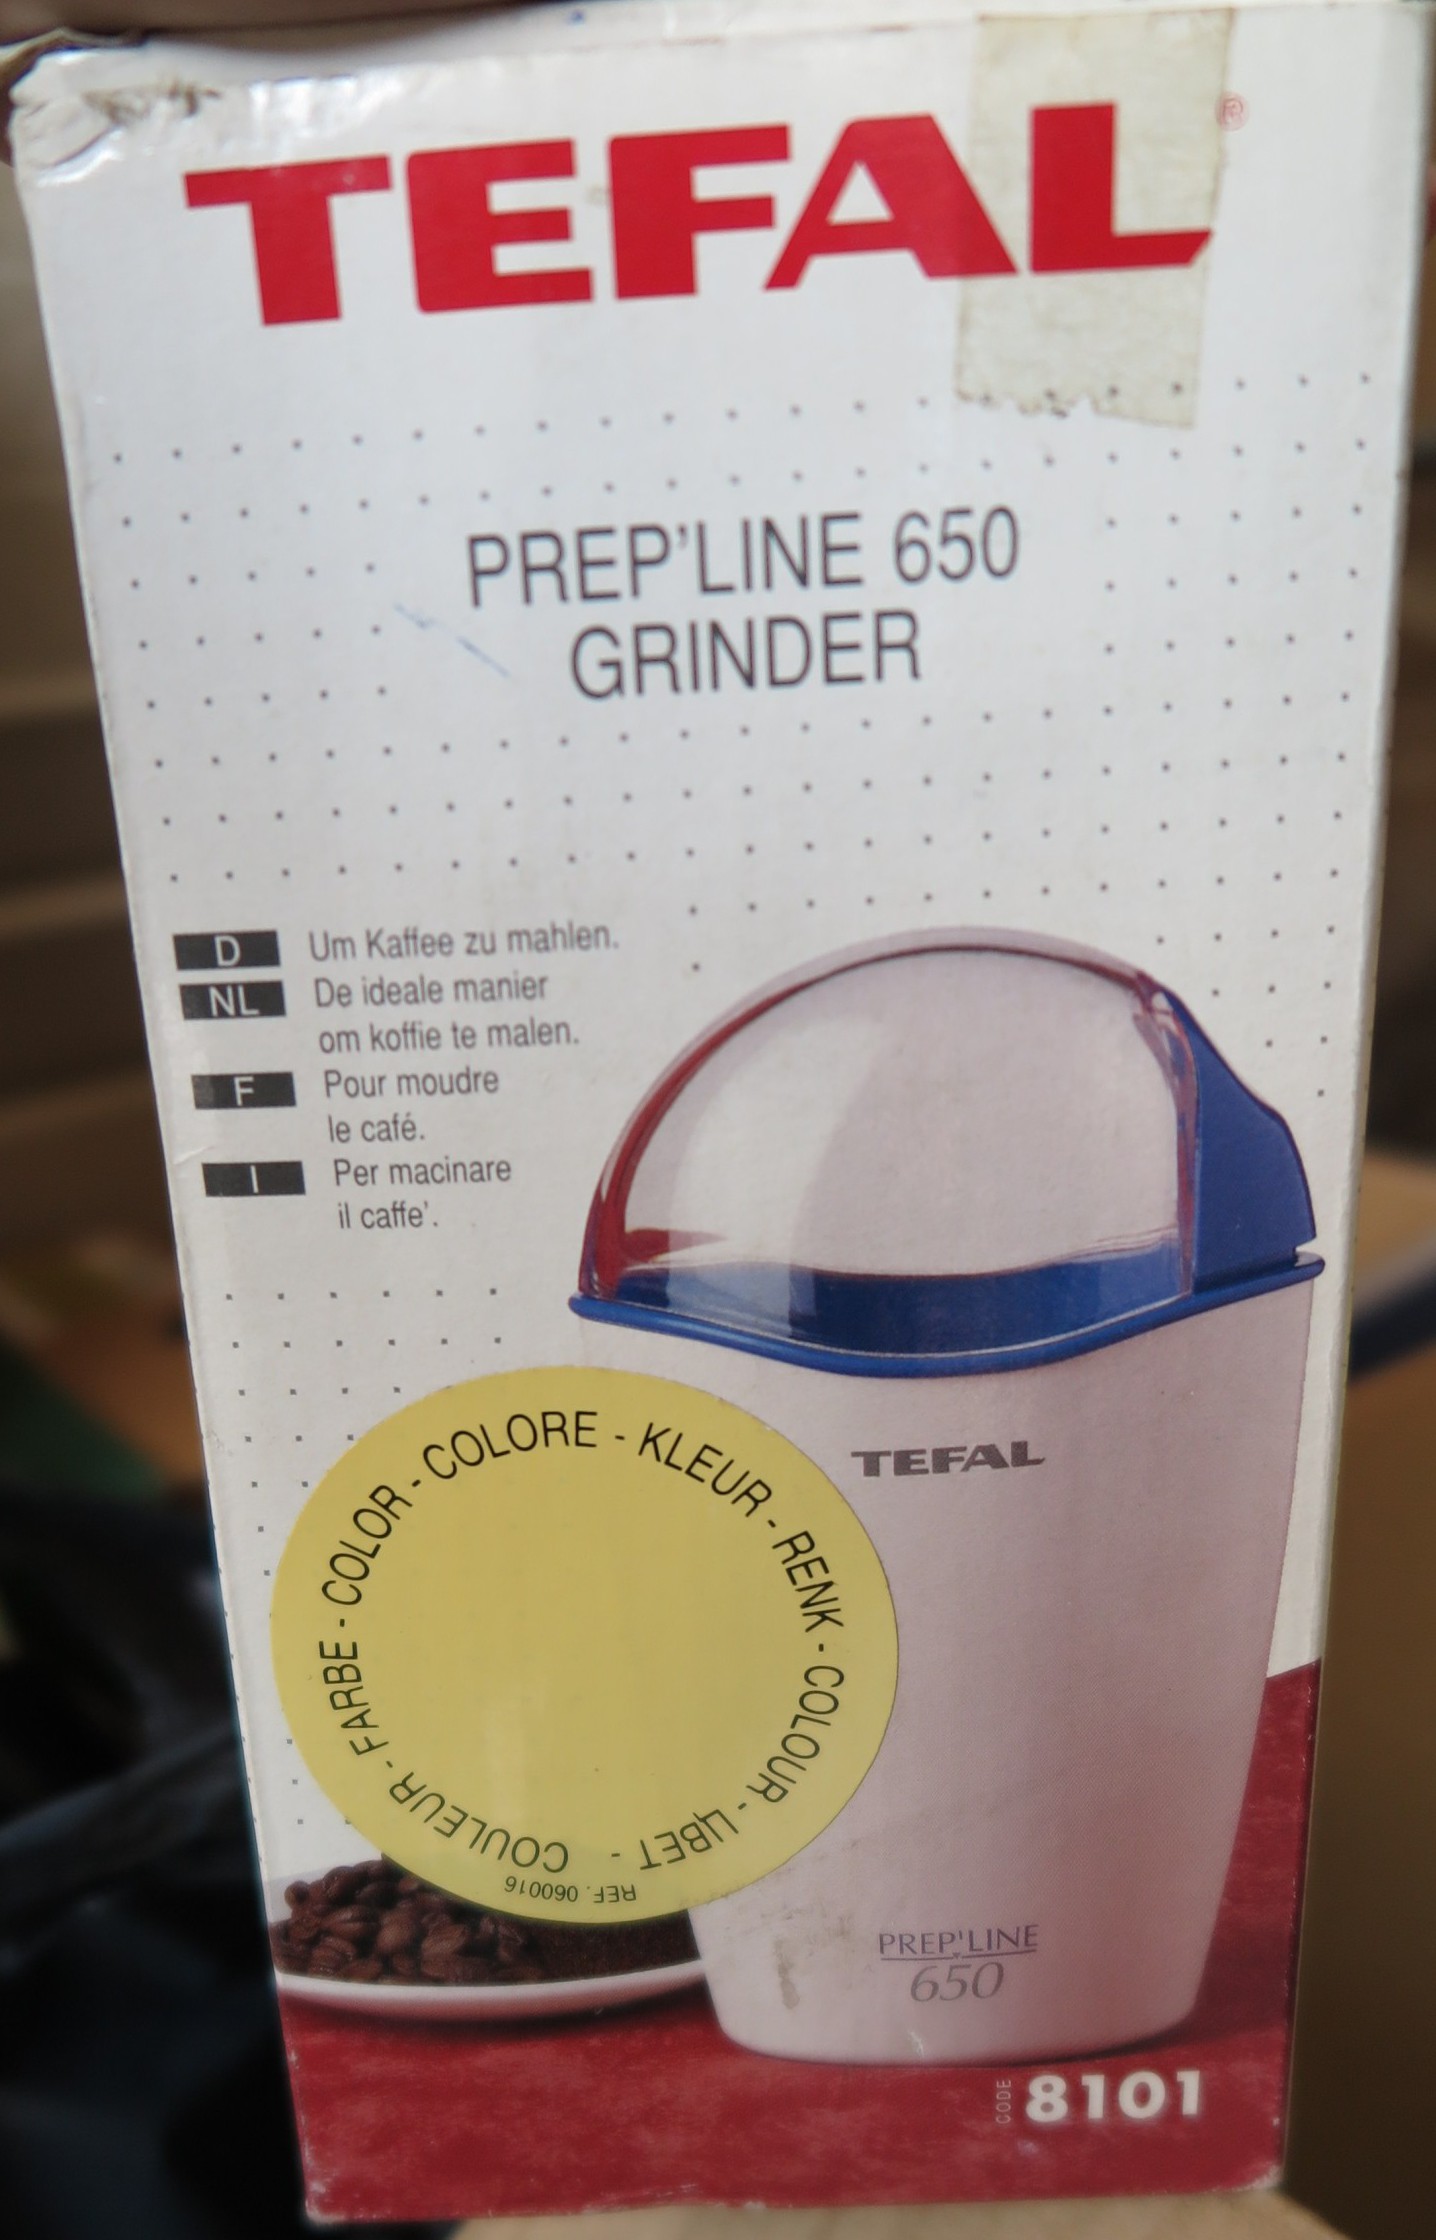 TEFAL®
PREP'LINE 650
GRINDER
D Um Kaffee zu mahlen.
NL De ideale manier
om koffie te malen.
F Pour moudre
le café.
I Per macinare
il caffe'.
TEFAL
COULEUR - FARBE - COLOR - COLORE - KLEUR - RENK - COLOUR - ЦВЕТ -
REF. 060016
PREP'LINE
650
CODE 8101